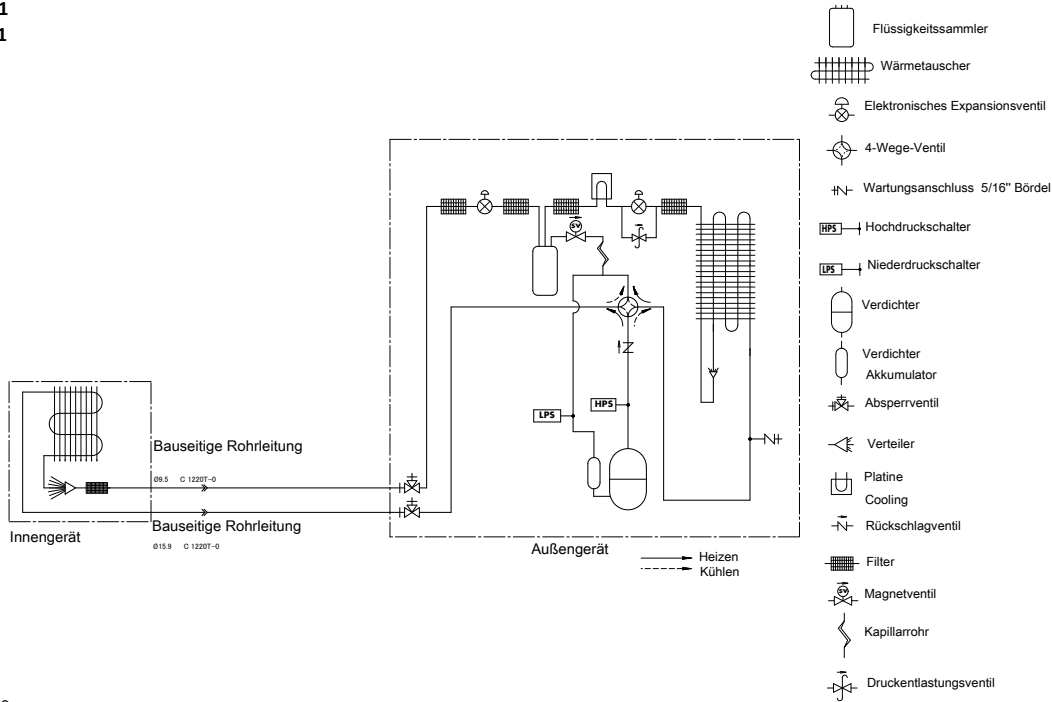 1
1
Flüssigkeitssammler
Wärmetauscher
Elektronisches Expansionsventil
4-Wege-Ventil
Wartungsanschluss 5/16" Bördel
HPS Hochdruckschalter
LPS Niederdruckschalter
Verdichter
Verdichter
Akkumulator
Absperrventil
Verteiler
Platine
Cooling
Rückschlagventil
Filter
SV Magnetventil
Kapillarrohr
Druckentlastungsventil
SV
LPS
HPS
Bauseitige Rohrleitung
Ø9.5 C 1220T-0
Bauseitige Rohrleitung
Ø15.9 C 1220T-0
Innengerät
Außengerät
Heizen
Kühlen